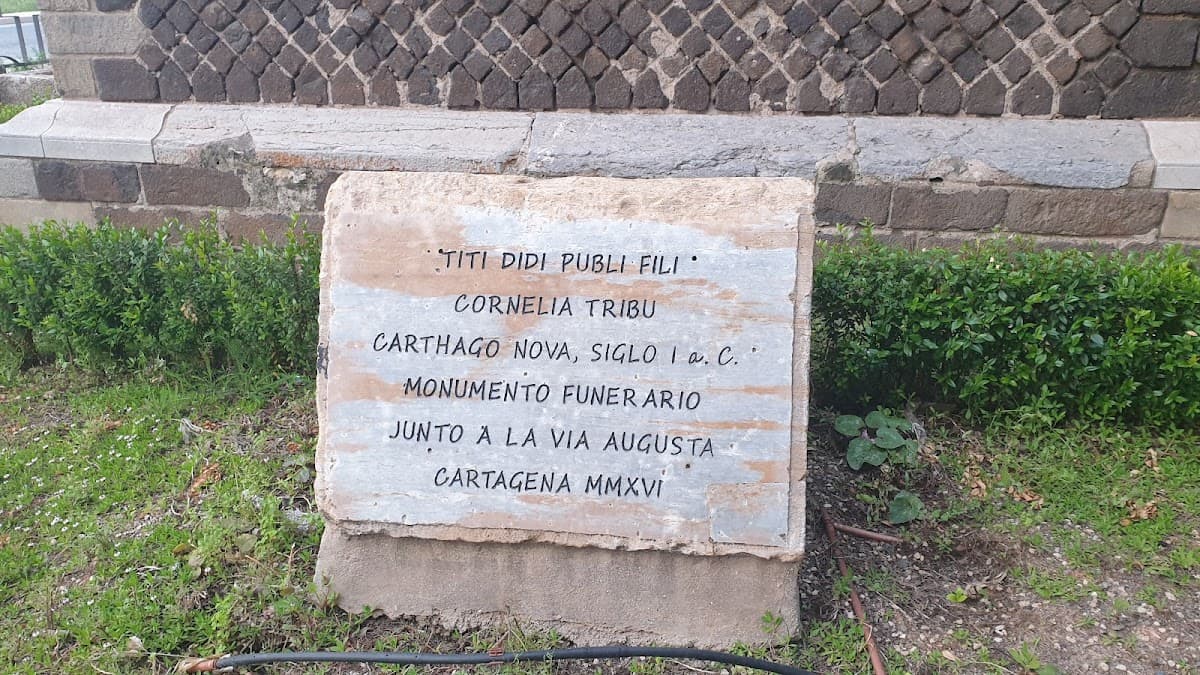 TITI DIDI PUBLI FILI
CORNELIA TRIBU
CARTHAGO NOVA, SIGLO I a. C.
MONUMENTO FUNERARIO
JUNTO A LA VIA AUGUSTA
CARTAGENA MMXVI